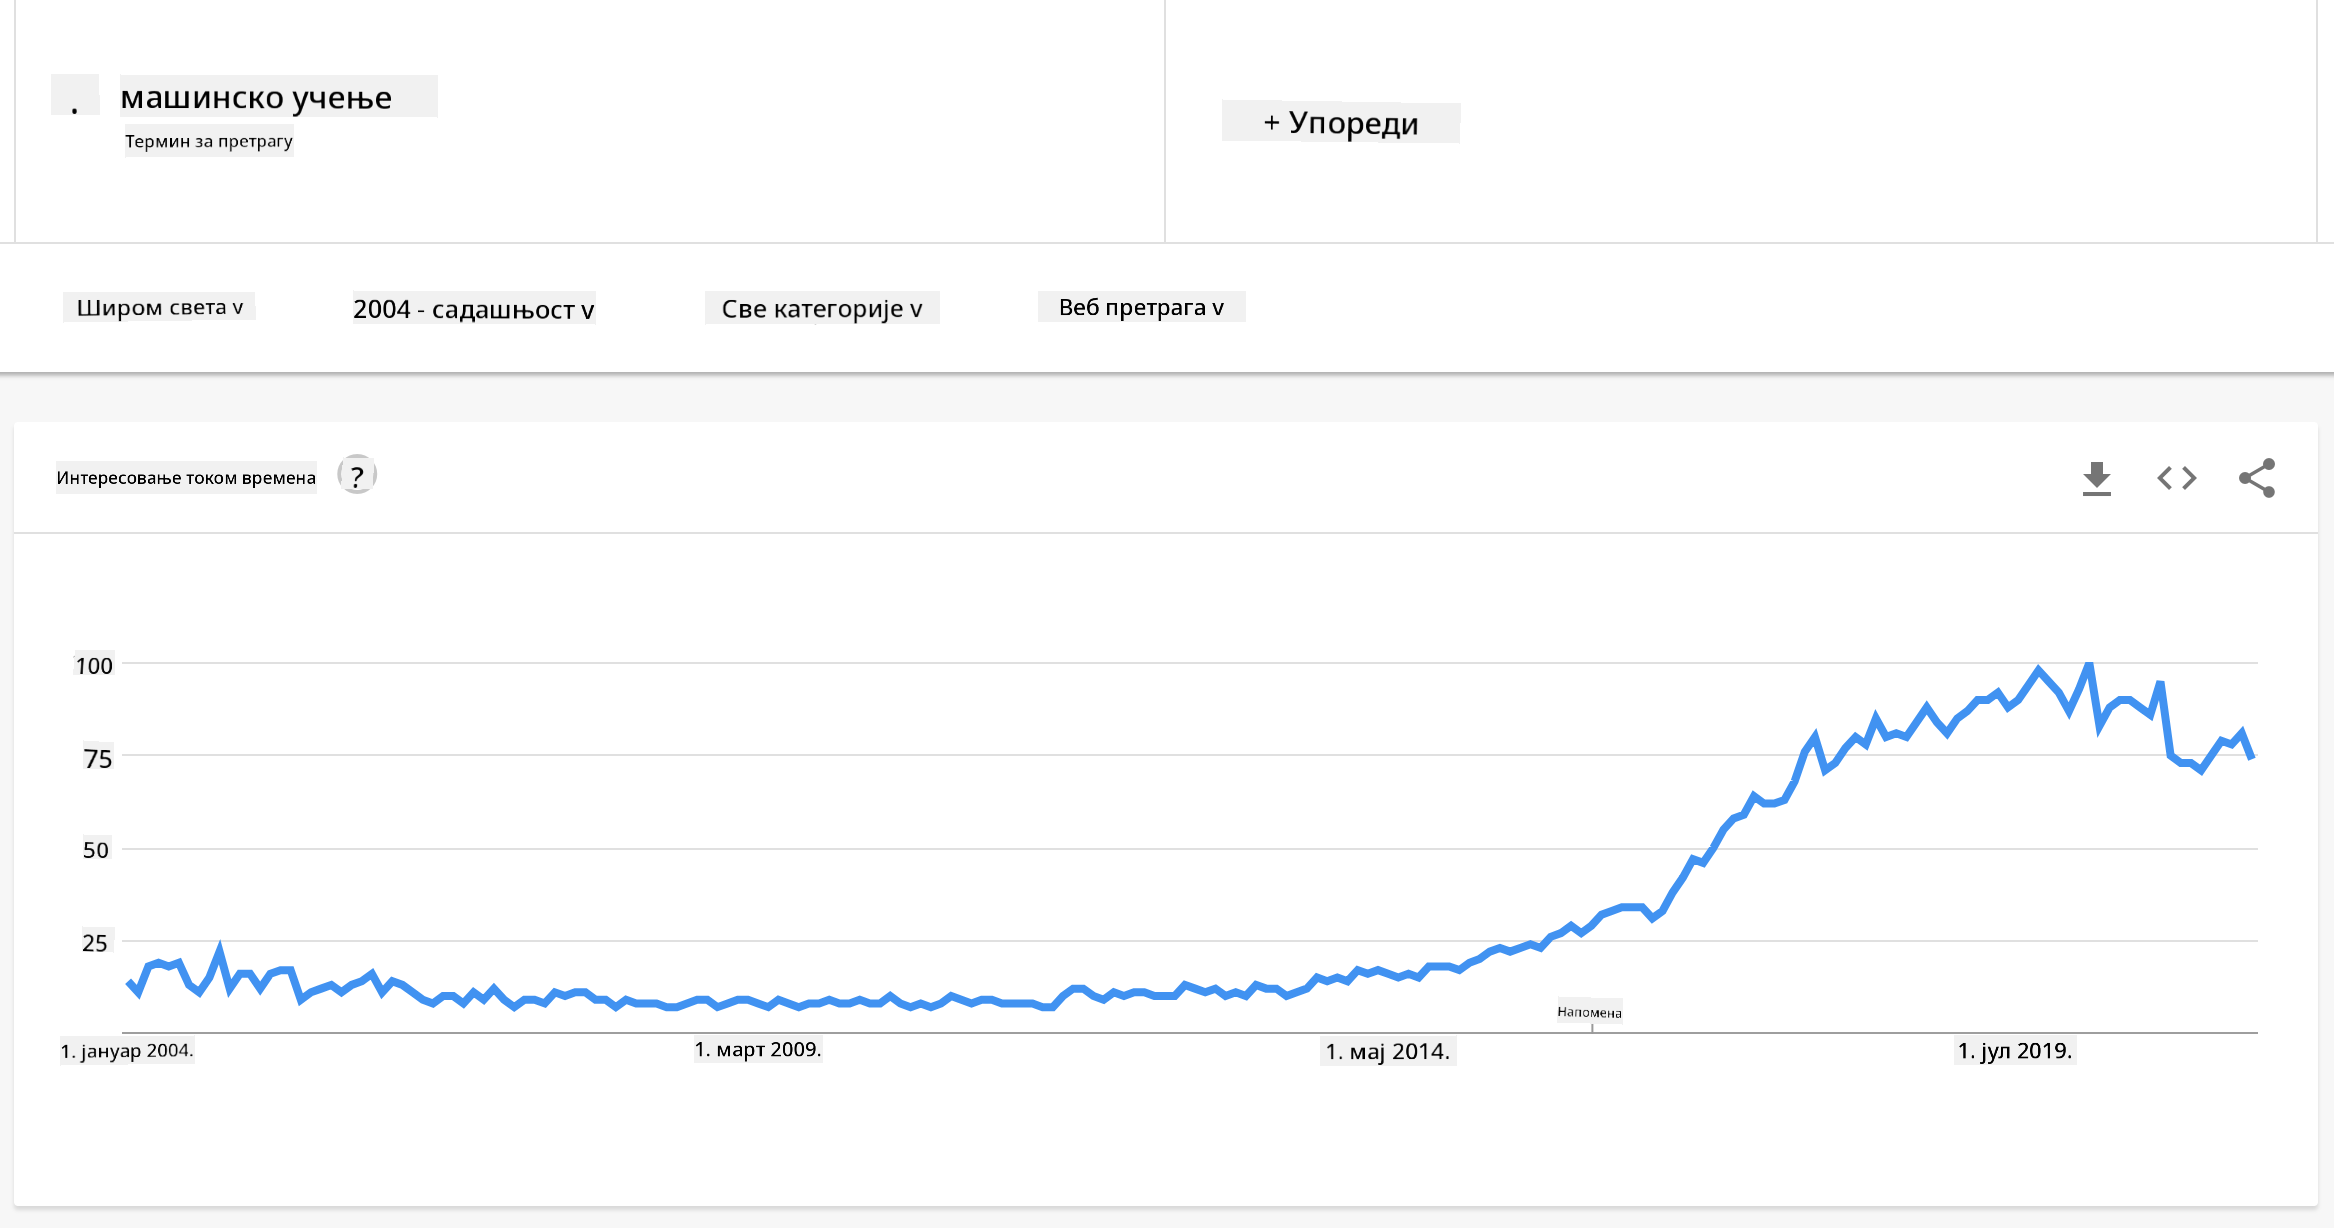 . машинско учење
Термин за претрагу
+ Упореди
Широм света v
2004 - садашњост v
Све категорије v
Веб претрага v
Интересовање током времена ?
100
75
50
25
Напомена
1. јануар 2004.
1. март 2009.
1. мај 2014.
1. јул 2019.